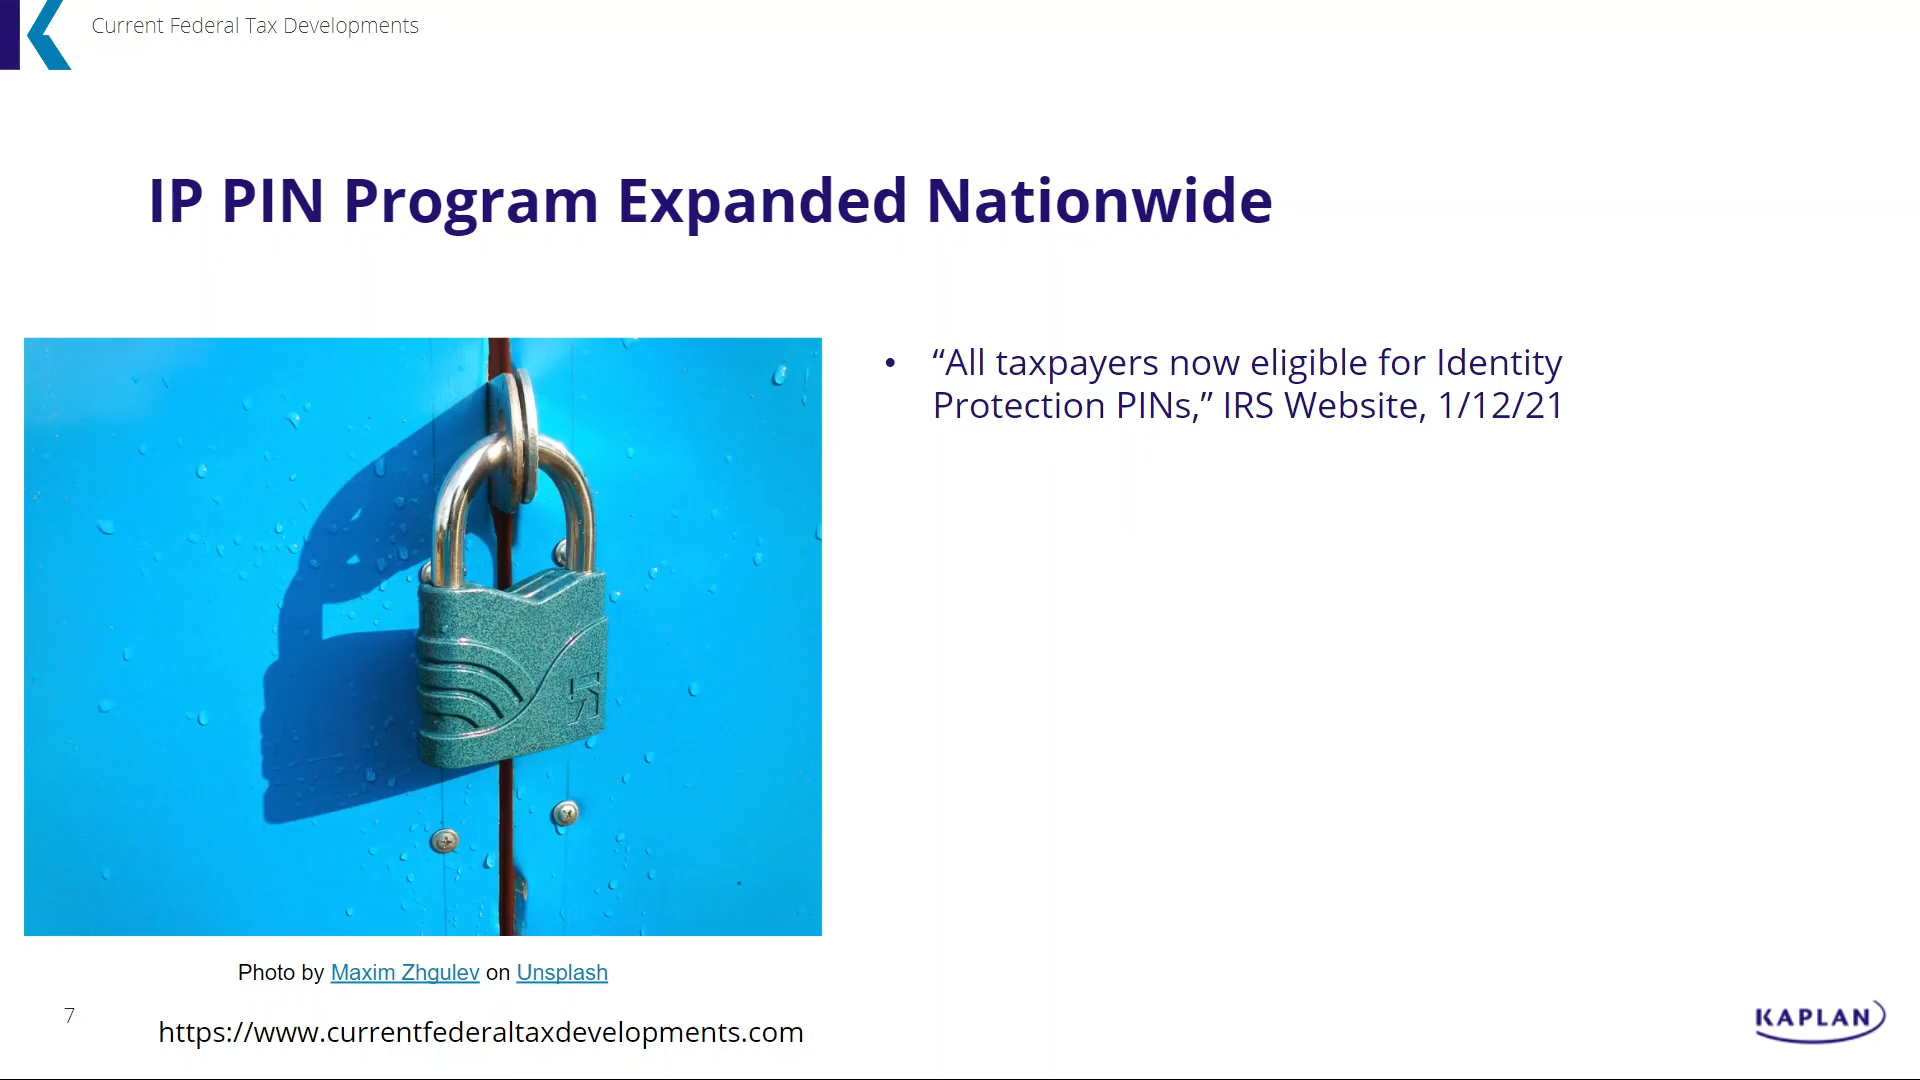 Current Federal Tax Developments
IP PIN Program Expanded Nationwide
• “All taxpayers now eligible for Identity
Protection PINs,” IRS Website, 1/12/21
Photo by Maxim Zhgulev on Unsplash
7
https://www.currentfederaltaxdevelopments.com
KAPLAN